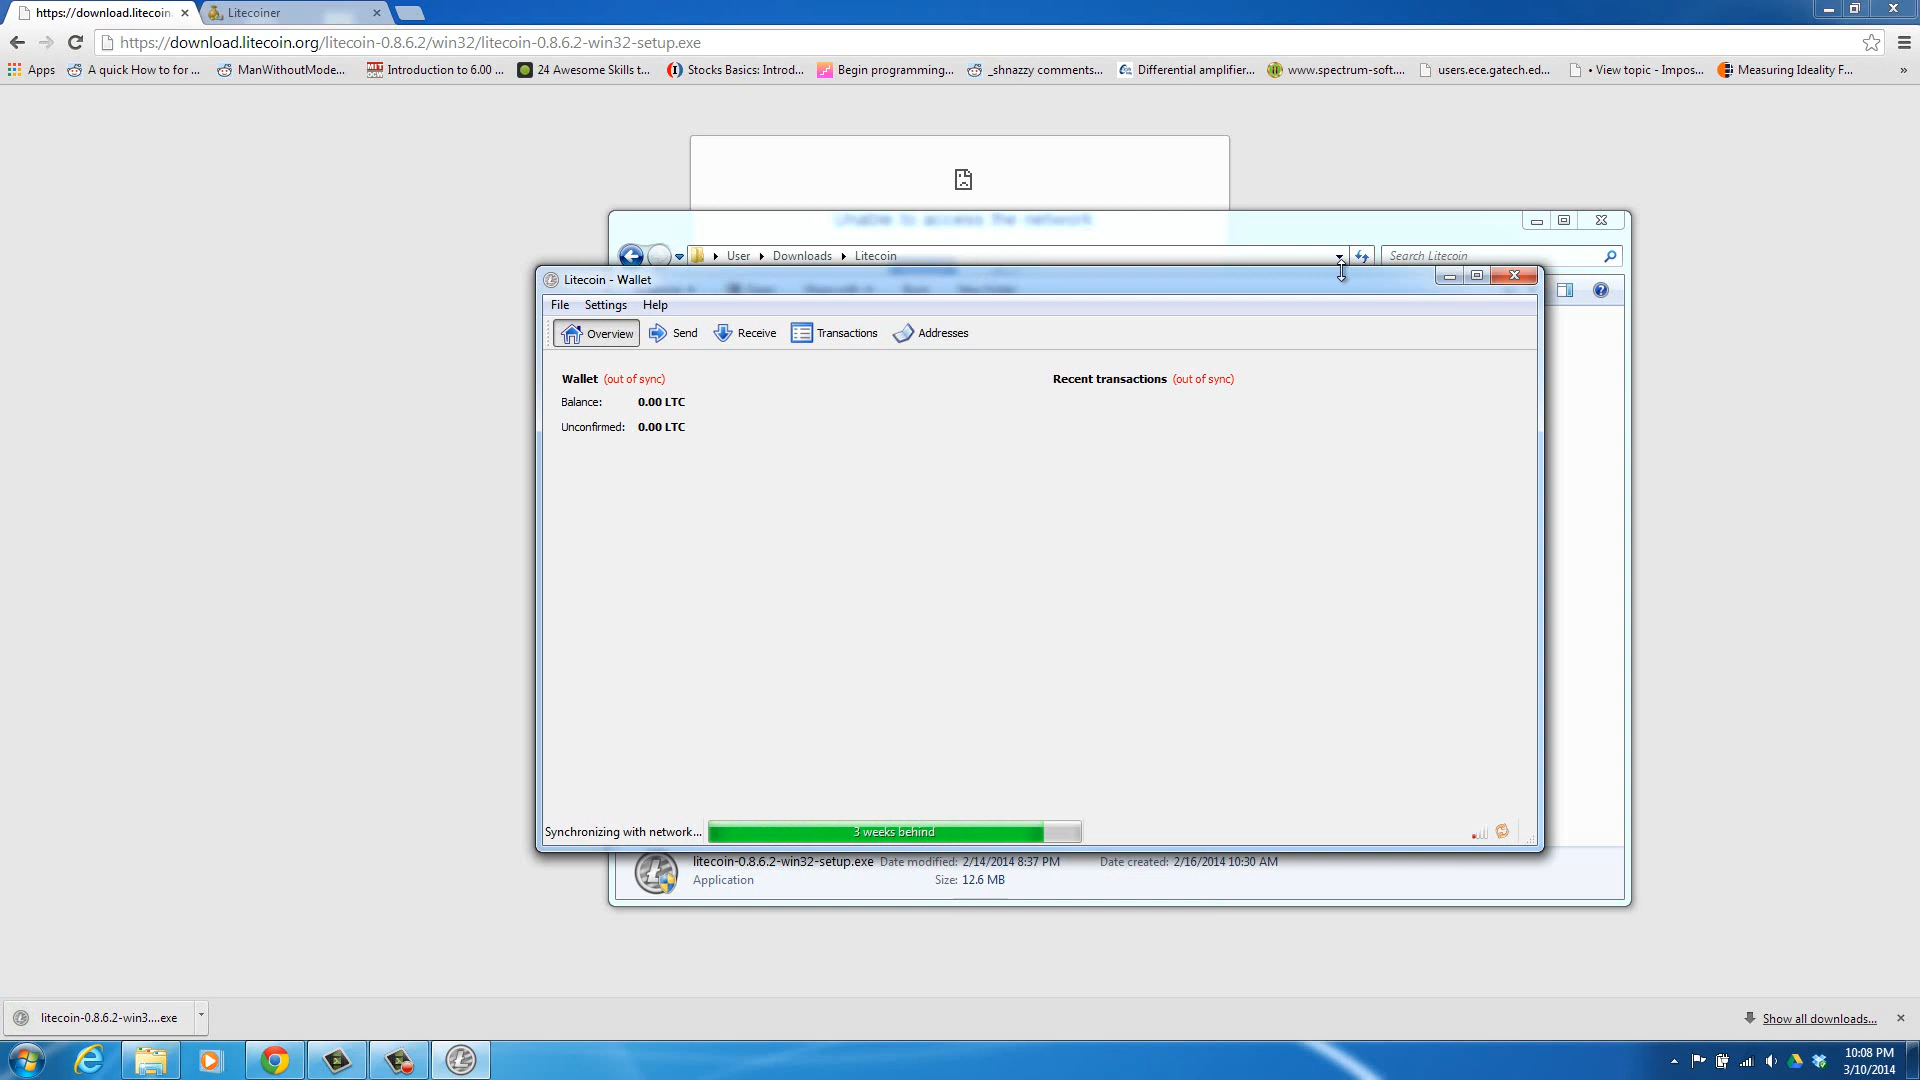 https://download.litecoin.
Litecoiner
https://download.litecoin.org/litecoin-0.8.6.2/win32/litecoin-0.8.6.2-win32-setup.exe
Apps
A quick How to for ...
ManWithoutMode...
MIT OCW
Introduction to 6.00 ...
24 Awesome Skills t...
Stocks Basics: Introd...
Begin programming...
_shnazzy comments...
Differential amplifier...
www.spectrum-soft....
users.ece.gatech.ed...
• View topic - Impos...
Measuring Ideality F...
»
Unable to access the network
User
Downloads
Litecoin
Search Litecoin
Litecoin - Wallet
File
Settings
Help
Overview
Send
Receive
Transactions
Addresses
Wallet (out of sync)
Recent transactions (out of sync)
Balance: 0.00 LTC
Unconfirmed: 0.00 LTC
Synchronizing with network...
3 weeks behind
litecoin-0.8.6.2-win32-setup.exe Date modified: 2/14/2014 8:37 PM
Date created: 2/16/2014 10:30 AM
Application
Size: 12.6 MB
litecoin-0.8.6.2-win3....exe
Show all downloads...
10:08 PM
3/10/2014